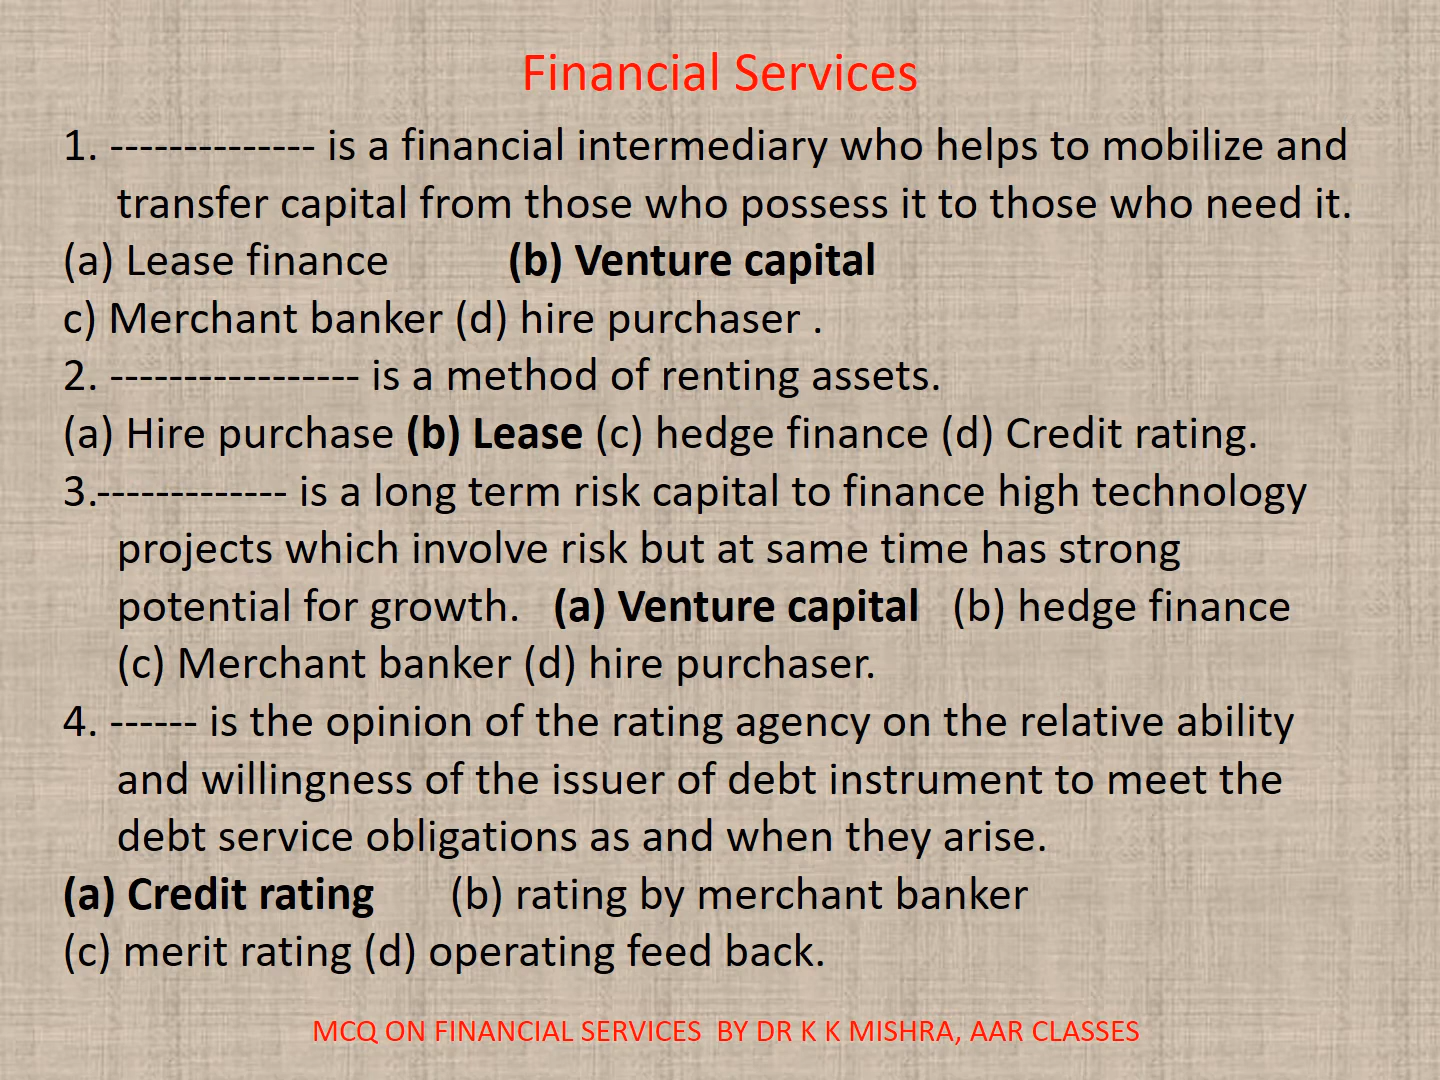 Financial Services
1. -------------- is a financial intermediary who helps to mobilize and
transfer capital from those who possess it to those who need it.
(a) Lease finance (b) Venture capital
c) Merchant banker (d) hire purchaser .
2. ----------------- is a method of renting assets.
(a) Hire purchase (b) Lease (c) hedge finance (d) Credit rating.
3.------------- is a long term risk capital to finance high technology
projects which involve risk but at same time has strong
potential for growth. (a) Venture capital (b) hedge finance
(c) Merchant banker (d) hire purchaser.
4. ------ is the opinion of the rating agency on the relative ability
and willingness of the issuer of debt instrument to meet the
debt service obligations as and when they arise.
(a) Credit rating (b) rating by merchant banker
(c) merit rating (d) operating feed back.
MCQ ON FINANCIAL SERVICES BY DR K K MISHRA, AAR CLASSES